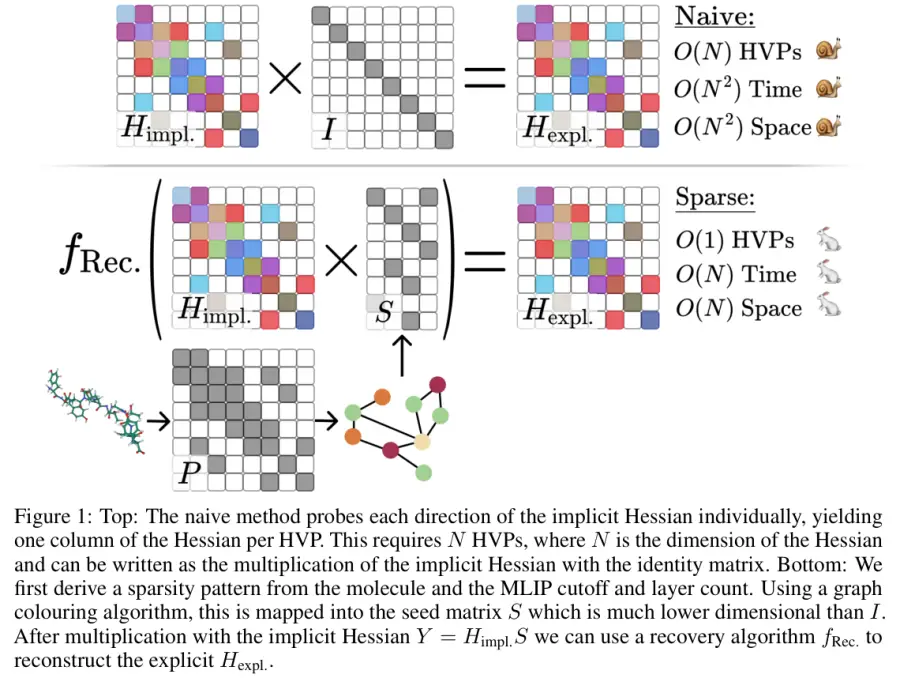 Naive:
O(N) HVPs
O(N²) Time
O(N²) Space
H_impl. × I = H_expl.
f_Rec. ( H_impl. × S ) = H_expl.
Sparse:
O(1) HVPs
O(N) Time
O(N) Space
P
Figure 1: Top: The naive method probes each direction of the implicit Hessian individually, yielding
one column of the Hessian per HVP. This requires N HVPs, where N is the dimension of the Hessian
and can be written as the multiplication of the implicit Hessian with the identity matrix. Bottom: We
first derive a sparsity pattern from the molecule and the MLIP cutoff and layer count. Using a graph
colouring algorithm, this is mapped into the seed matrix S which is much lower dimensional than I.
After multiplication with the implicit Hessian Y = H_impl.S we can use a recovery algorithm f_Rec. to
reconstruct the explicit H_expl..